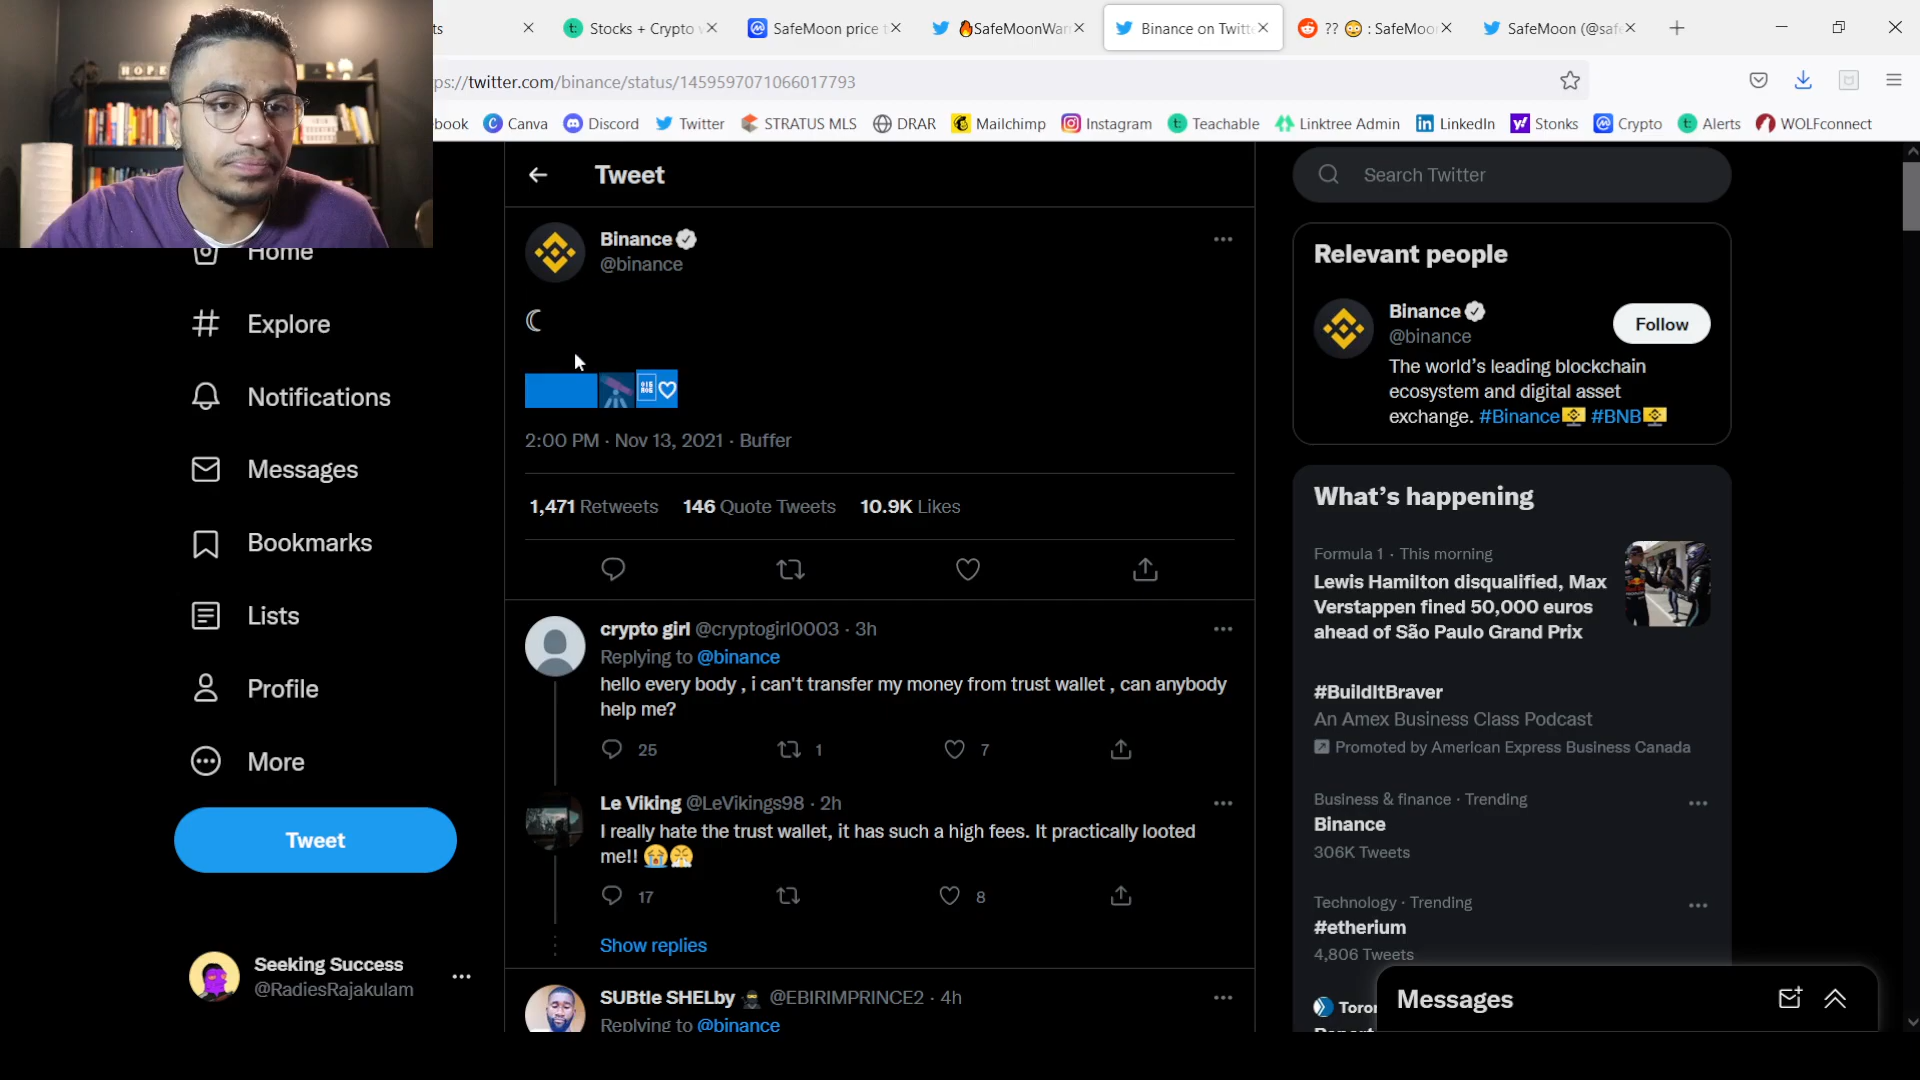 HOPE
ts
Stocks + Crypto
SafeMoon price t
🔥SafeMoonWar
Binance on Twitt
?? 😳 : SafeMoo
SafeMoon (@saf
ps://twitter.com/binance/status/1459597071066017793
book
Canva
Discord
Twitter
STRATUS MLS
DRAR
Mailchimp
Instagram
Teachable
Linktree Admin
LinkedIn
Stonks
Crypto
Alerts
WOLFconnect
Home
Explore
Notifications
Messages
Bookmarks
Lists
Profile
More
Tweet
Seeking Success
@RadiesRajakulam
Tweet
Binance
@binance
☾
2:00 PM · Nov 13, 2021 · Buffer
1,471 Retweets 146 Quote Tweets 10.9K Likes
crypto girl @cryptogirl0003 · 3h
Replying to @binance
hello every body , i can't transfer my money from trust wallet , can anybody
help me?
25 1 7
Le Viking @LeVikings98 · 2h
I really hate the trust wallet, it has such a high fees. It practically looted
me!! 😭😤
17 8
Show replies
SUBtle SHELby 🥷 @EBIRIMPRINCE2 · 4h
Replying to @binance
Search Twitter
Relevant people
Binance
@binance
Follow
The world's leading blockchain
ecosystem and digital asset
exchange. #Binance #BNB
What's happening
Formula 1 · This morning
Lewis Hamilton disqualified, Max
Verstappen fined 50,000 euros
ahead of São Paulo Grand Prix
#BuildItBraver
An Amex Business Class Podcast
Promoted by American Express Business Canada
Business & finance · Trending
Binance
306K Tweets
Technology · Trending
#etherium
4,806 Tweets
Toron
Messages